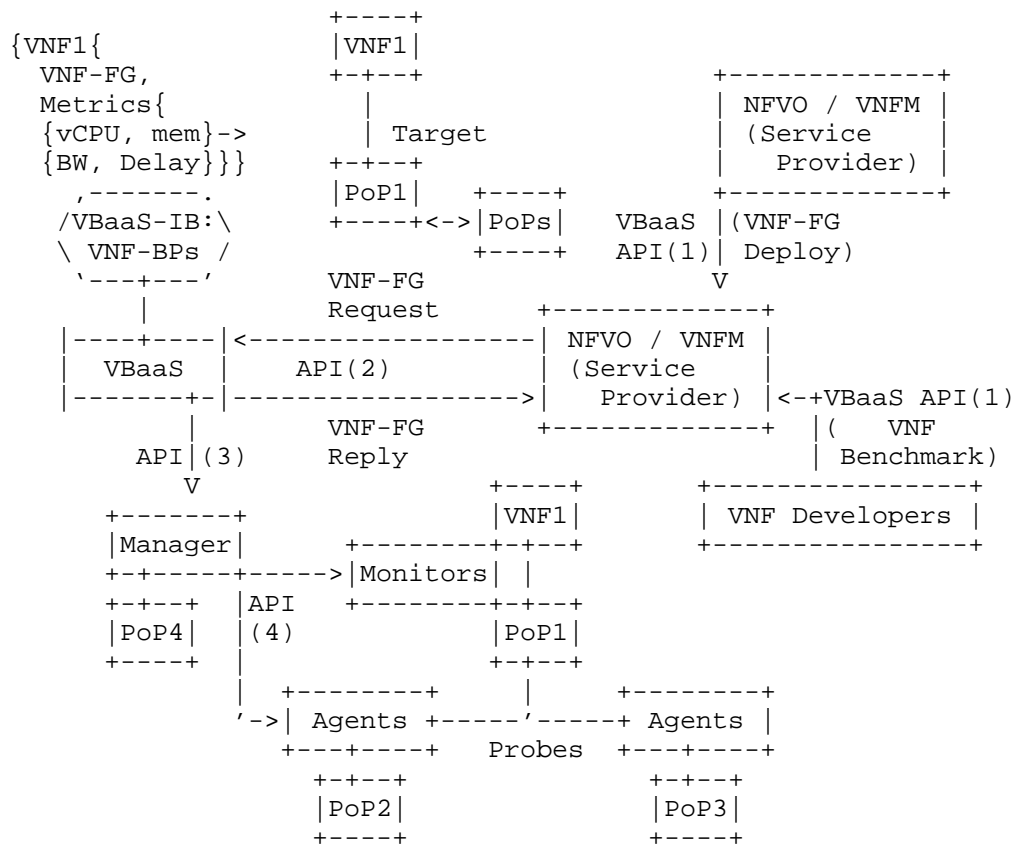 +----+
{VNF1{                    |VNF1|
  VNF-FG,                 +-+--+                    +-------------+
  Metrics{                  |                       | NFVO / VNFM |
  {vCPU, mem}->             | Target                | (Service    |
  {BW, Delay}}}           +-+--+                    |   Provider) |
    ,-------.             |PoP1|   +----+           +-------------+
   /VBaaS-IB:\            +----+<->|PoPs|    VBaaS  |(VNF-FG
   \ VNF-BPs /                     +----+    API(1)| Deploy)
    '---+---'             VNF-FG                    V
        |                 Request       +-------------+
   |----+----|<-------------------| NFVO / VNFM |
   |  VBaaS  |     API(2)         | (Service    |
   |-------+-|------------------->|   Provider) |<-+VBaaS API(1)
           |              VNF-FG        +-------------+  |(   VNF
        API|(3)           Reply                          | Benchmark)
           V                         +----+        +----------------+
      +-------+                      |VNF1|        | VNF Developers |
      |Manager|       +--------+-+--+        +----------------+
      +-+-----+----->|Monitors| |
      +-+--+  |API    +--------+-+--+
      |PoP4|  |(4)                   |PoP1|
      +----+  |                      +-+--+
              |  +--------+            |     +--------+
              '->| Agents +-----'-----+ Agents |
                 +---+----+   Probes  +---+----+
                   +-+--+                      +-+--+
                   |PoP2|                      |PoP3|
                   +----+                      +----+